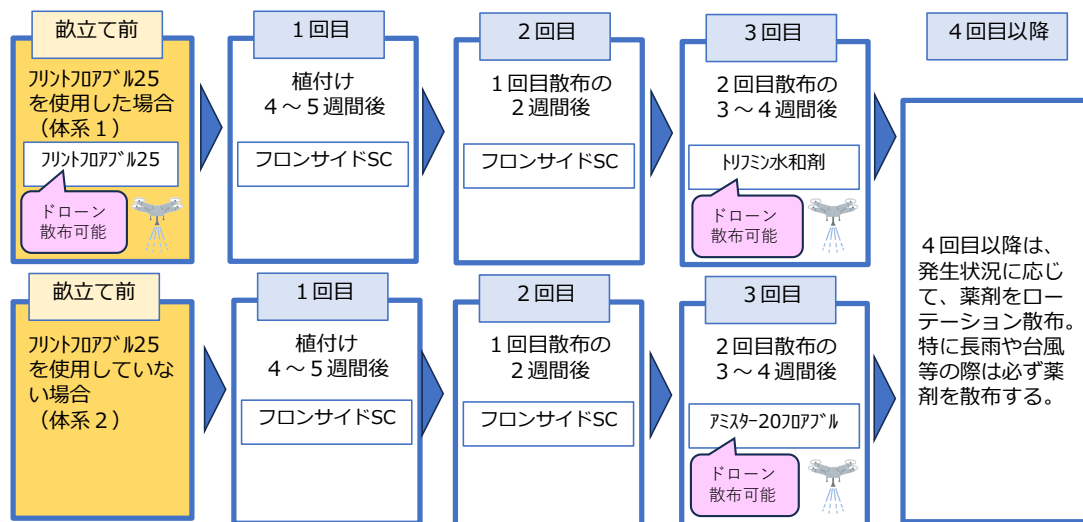 畝立て前
ﾌﾘﾝﾄﾌﾛｱﾌﾞﾙ25
を使用した場合
（体系１）
ﾌﾘﾝﾄﾌﾛｱﾌﾞﾙ25
ドローン
散布可能
１回目
植付け
４～５週間後
フロンサイドSC
２回目
１回目散布の
２週間後
フロンサイドSC
３回目
２回目散布の
３～４週間後
ﾄﾘﾌﾐﾝ水和剤
ドローン
散布可能
４回目以降
４回目以降は、
発生状況に応じ
て、薬剤をロー
テーション散布。
特に長雨や台風
等の際は必ず薬
剤を散布する。
畝立て前
ﾌﾘﾝﾄﾌﾛｱﾌﾞﾙ25
を使用していな
い場合
（体系２）
１回目
植付け
４～５週間後
フロンサイドSC
２回目
１回目散布の
２週間後
フロンサイドSC
３回目
２回目散布の
３～４週間後
ｱﾐｽﾀｰ20ﾌﾛｱﾌﾞﾙ
ドローン
散布可能